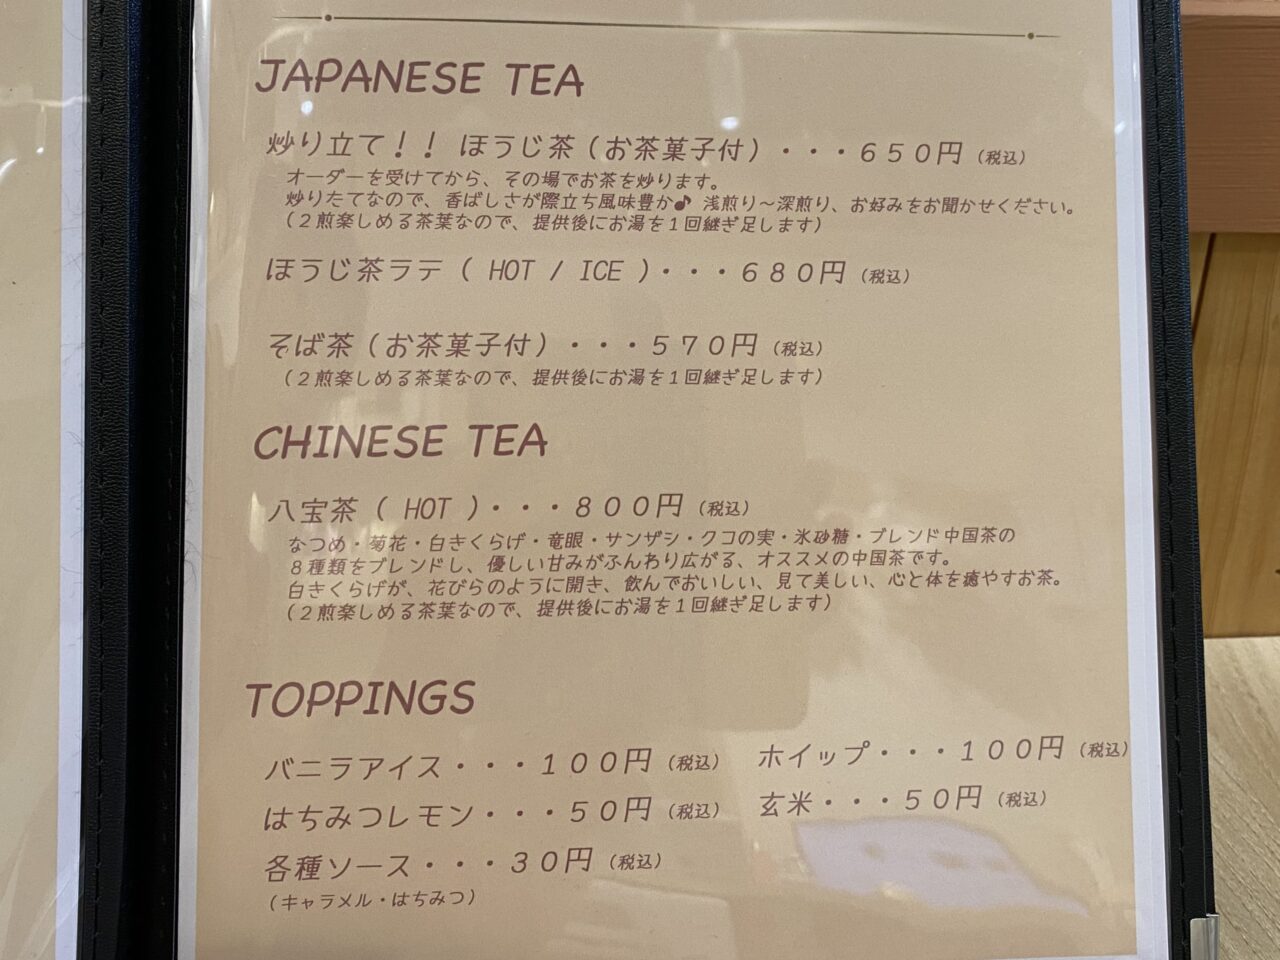 JAPANESE TEA
炒り立て！！ ほうじ茶（お茶菓子付）・・・６５０円（税込）
オーダーを受けてから、その場でお茶を炒ります。
炒りたてなので、香ばしさが際立ち風味豊か♪ 浅煎り～深煎り、お好みをお聞かせください。
（２煎楽しめる茶葉なので、提供後にお湯を１回継ぎ足します）
ほうじ茶ラテ（ HOT / ICE ）・・・６８０円（税込）
そば茶（お茶菓子付）・・・５７０円（税込）
（２煎楽しめる茶葉なので、提供後にお湯を１回継ぎ足します）
CHINESE TEA
八宝茶（ HOT ）・・・８００円（税込）
なつめ・菊花・白きくらげ・竜眼・サンザシ・クコの実・氷砂糖・ブレンド中国茶の
８種類をブレンドし、優しい甘みがふんわり広がる、オススメの中国茶です。
白きくらげが、花びらのように開き、飲んでおいしい、見て美しい、心と体を癒やすお茶。
（２煎楽しめる茶葉なので、提供後にお湯を１回継ぎ足します）
TOPPINGS
バニラアイス・・・１００円（税込） ホイップ・・・１００円（税込）
はちみつレモン・・・５０円（税込） 玄米・・・５０円（税込）
各種ソース・・・３０円（税込）
（キャラメル・はちみつ）